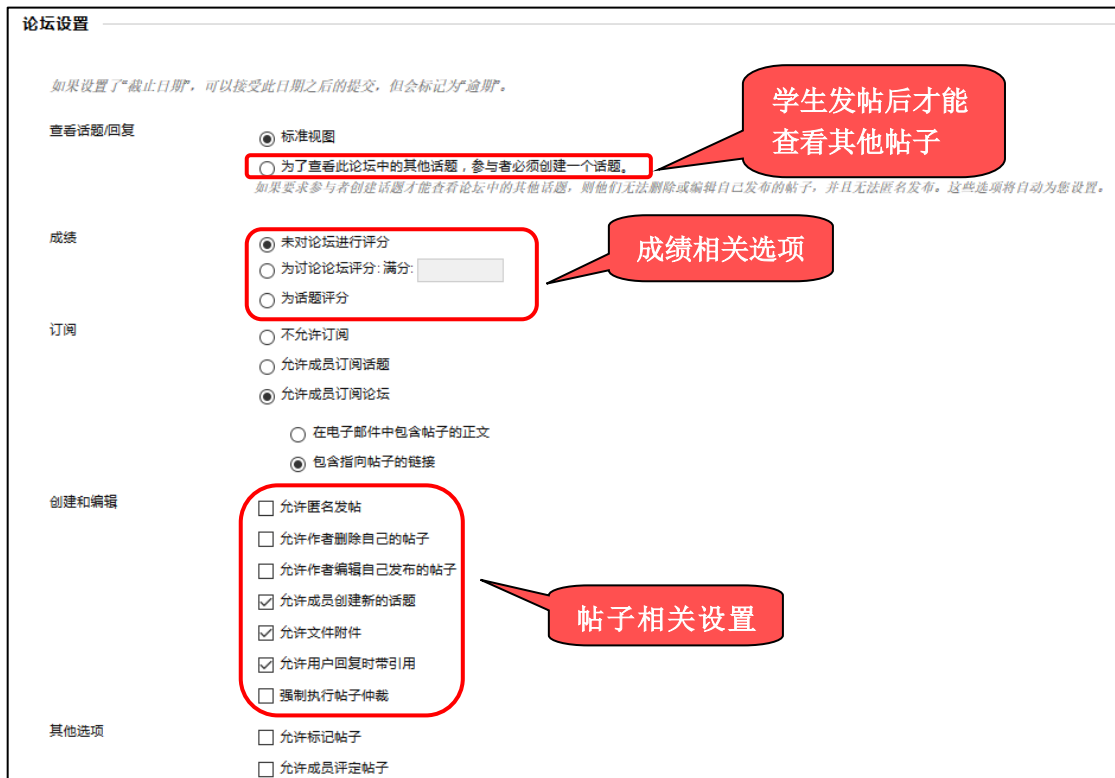 论坛设置
如果设置了“截止日期”，可以接受此日期之后的提交，但会标记为“逾期”。
学生发帖后才能
查看其他帖子
查看话题/回复
标准视图
为了查看此论坛中的其他话题，参与者必须创建一个话题。
如果要求参与者创建话题才能查看论坛中的其他话题，则他们无法删除或编辑自己发布的帖子，并且无法匿名发布。这些选项将自动为您设置。
成绩
未对论坛进行评分
为讨论论坛评分: 满分:
为话题评分
成绩相关选项
订阅
不允许订阅
允许成员订阅话题
允许成员订阅论坛
在电子邮件中包含帖子的正文
包含指向帖子的链接
创建和编辑
允许匿名发帖
允许作者删除自己的帖子
允许作者编辑自己发布的帖子
允许成员创建新的话题
允许文件附件
允许用户回复时带引用
强制执行帖子仲裁
帖子相关设置
其他选项
允许标记帖子
允许成员评定帖子